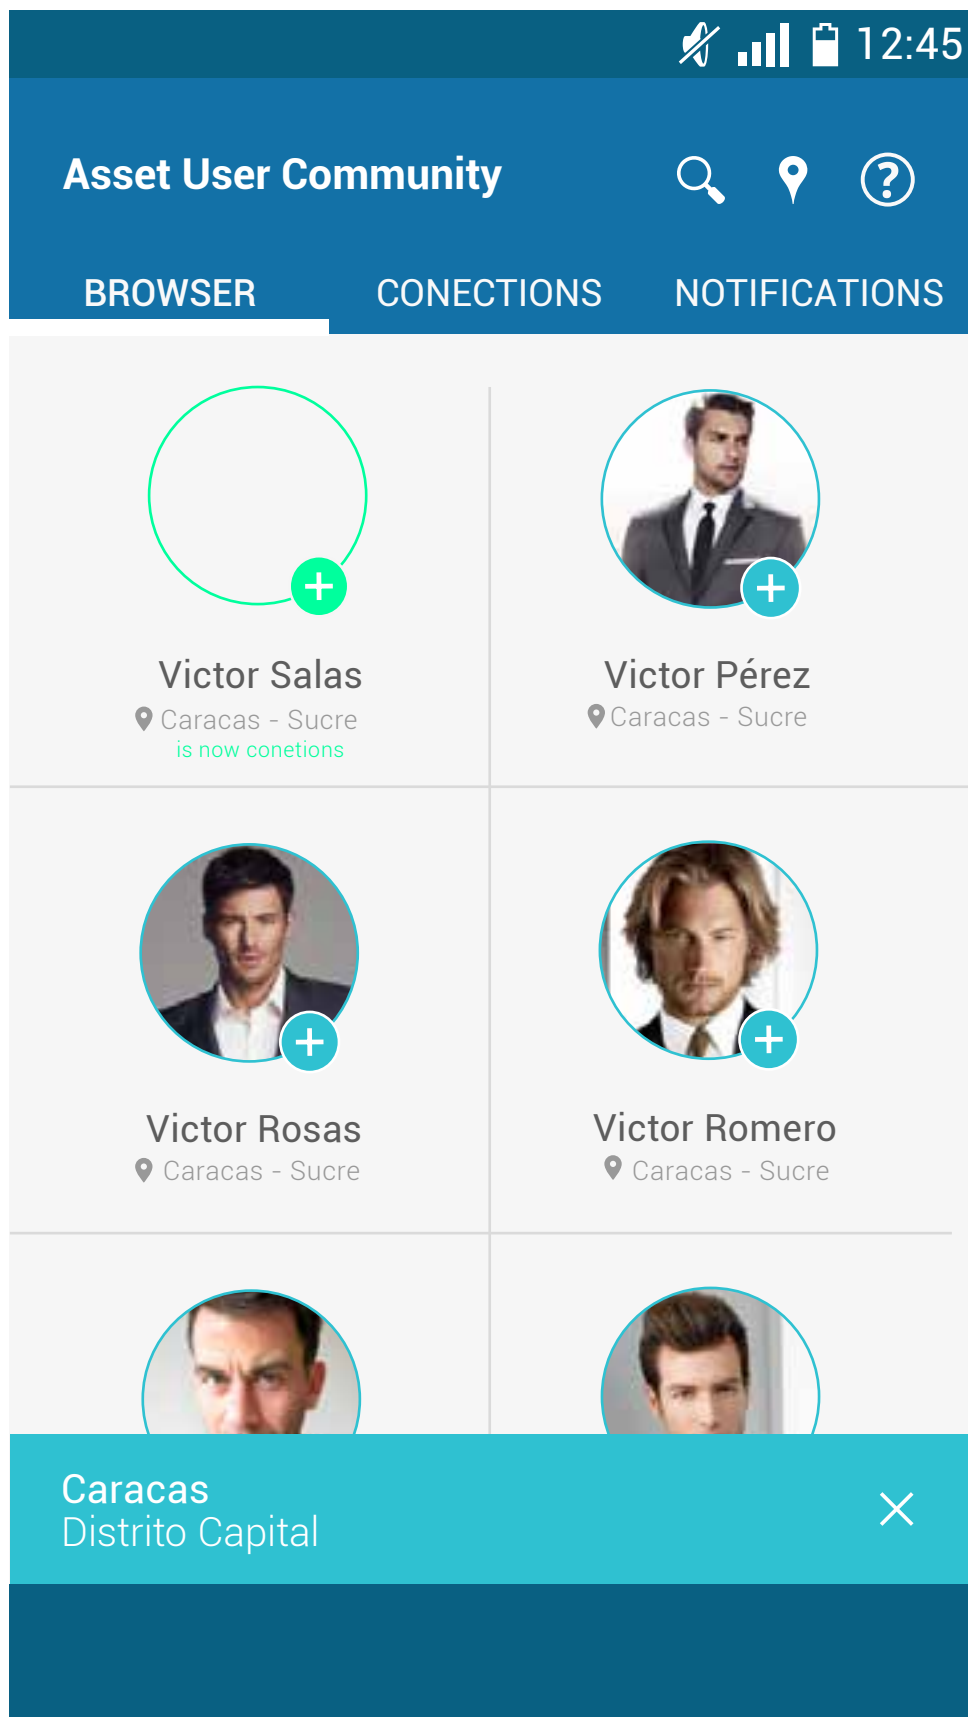 12:45
Asset User Community
BROWSER CONECTIONS NOTIFICATIONS
Victor Salas
Caracas - Sucre
is now conetions
Victor Pérez
Caracas - Sucre
Victor Rosas
Caracas - Sucre
Victor Romero
Caracas - Sucre
Caracas
Distrito Capital